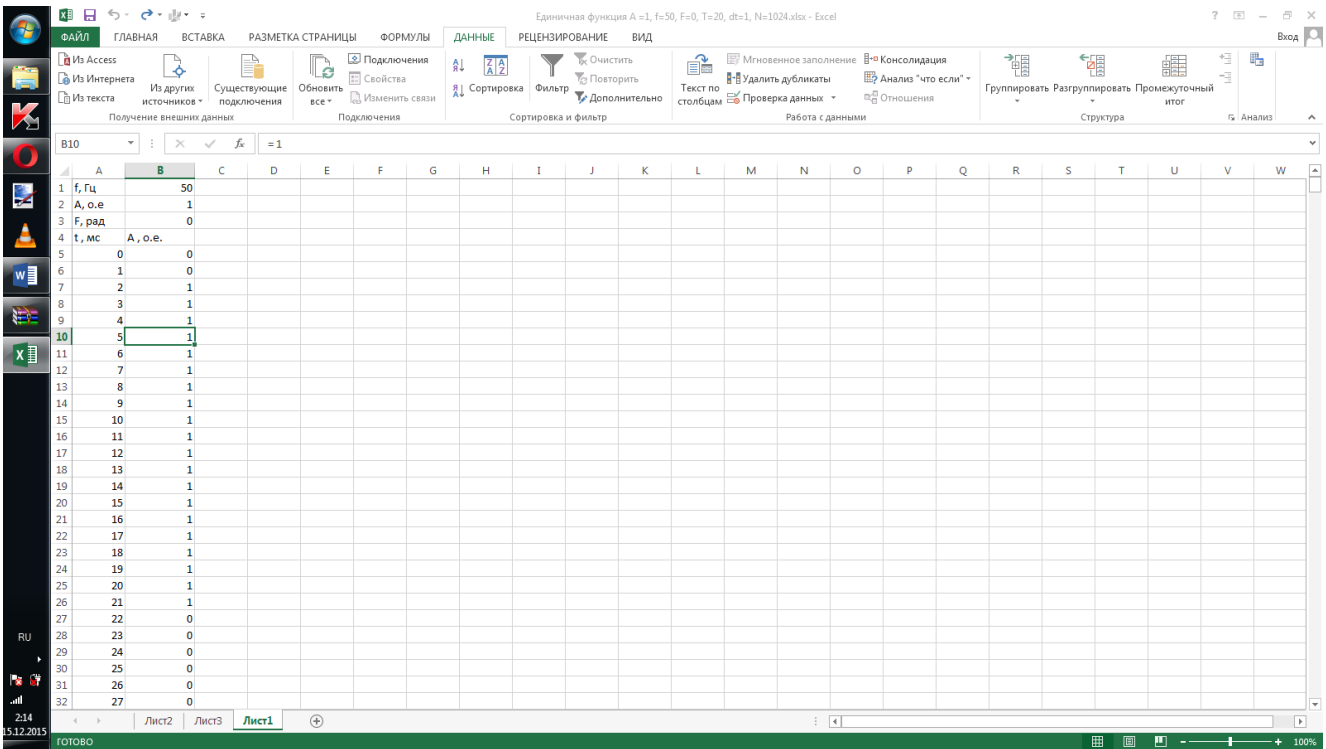 Единичная функция A =1, f=50, F=0, T=20, dt=1, N=1024.xlsx - Excel
ФАЙЛ ГЛАВНАЯ ВСТАВКА РАЗМЕТКА СТРАНИЦЫ ФОРМУЛЫ ДАННЫЕ РЕЦЕНЗИРОВАНИЕ ВИД Вход
Из Access
Из Интернета
Из текста
Из других источников
Существующие подключения
Получение внешних данных
Обновить все
Подключения
Свойства
Изменить связи
Подключения
Сортировка
Фильтр
Очистить
Повторить
Дополнительно
Сортировка и фильтр
Текст по столбцам
Мгновенное заполнение
Удалить дубликаты
Проверка данных
Консолидация
Анализ "что если"
Отношения
Работа с данными
Группировать
Разгруппировать
Промежуточный итог
Структура
Анализ
B10 fx =1
A B C D E F G H I J K L M N O P Q R S T U V W
1 f, Гц 50
2 A, о.е 1
3 F, рад 0
4 t , мс A , о.е.
5 0 0
6 1 0
7 2 1
8 3 1
9 4 1
10 5 1
11 6 1
12 7 1
13 8 1
14 9 1
15 10 1
16 11 1
17 12 1
18 13 1
19 14 1
20 15 1
21 16 1
22 17 1
23 18 1
24 19 1
25 20 1
26 21 1
27 22 0
28 23 0
29 24 0
30 25 0
31 26 0
32 27 0
Лист2 Лист3 Лист1
ГОТОВО 100%
RU
2:14
15.12.2015